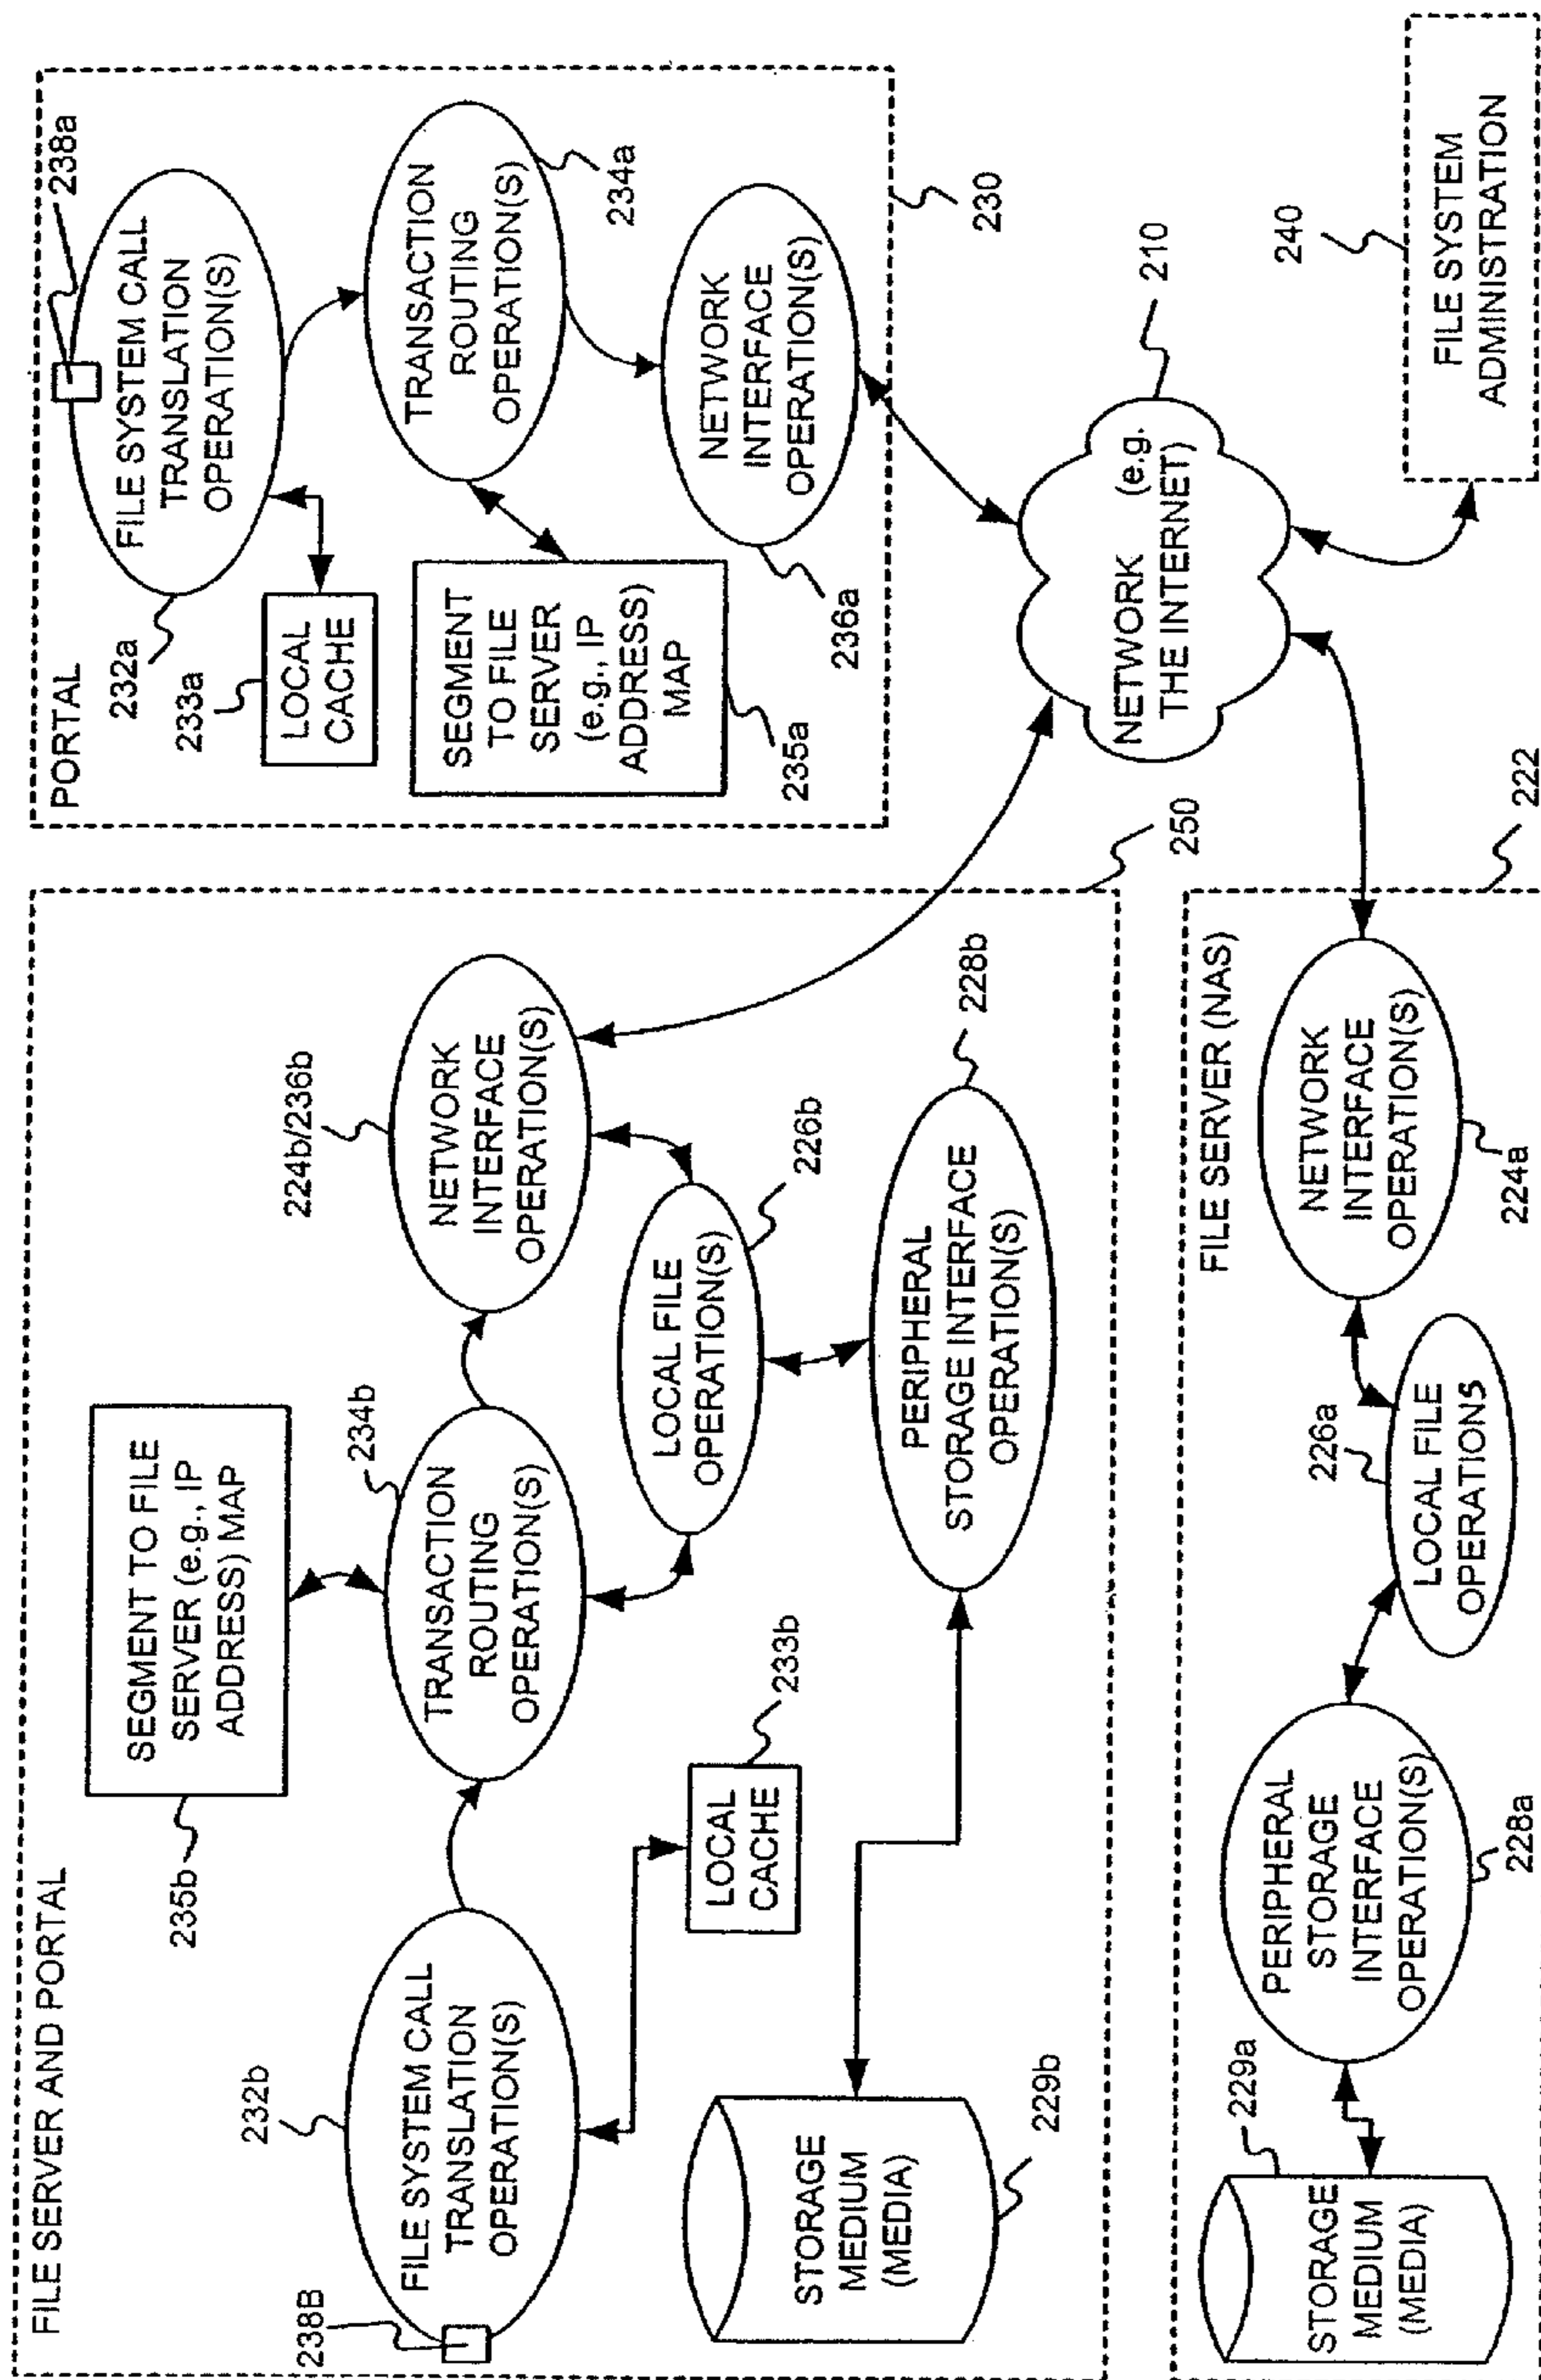 FILE SERVER AND PORTAL
238B
232b
FILE SYSTEM CALL
TRANSLATION
OPERATION(S)
235b
SEGMENT TO FILE
SERVER (e.g., IP
ADDRESS) MAP
234b
TRANSACTION
ROUTING
OPERATION(S)
224b/236b
NETWORK
INTERFACE
OPERATION(S)
LOCAL
CACHE
233b
LOCAL FILE
OPERATION(S)
226b
STORAGE
MEDIUM
(MEDIA)
229b
PERIPHERAL
STORAGE INTERFACE
OPERATION(S)
228b
250
PORTAL
238a
FILE SYSTEM CALL
TRANSLATION
OPERATION(S)
232a
233a
LOCAL
CACHE
TRANSACTION
ROUTING
OPERATION(S)
234a
SEGMENT
TO FILE
SERVER
(e.g., IP
ADDRESS)
MAP
235a
NETWORK
INTERFACE
OPERATION(S)
236a
230
NETWORK (e.g.
THE INTERNET)
210
240
FILE SYSTEM
ADMINISTRATION
FILE SERVER (NAS)
222
229a
STORAGE
MEDIUM
(MEDIA)
PERIPHERAL
STORAGE
INTERFACE
OPERATION(S)
228a
226a
LOCAL FILE
OPERATIONS
NETWORK
INTERFACE
OPERATION(S)
224a